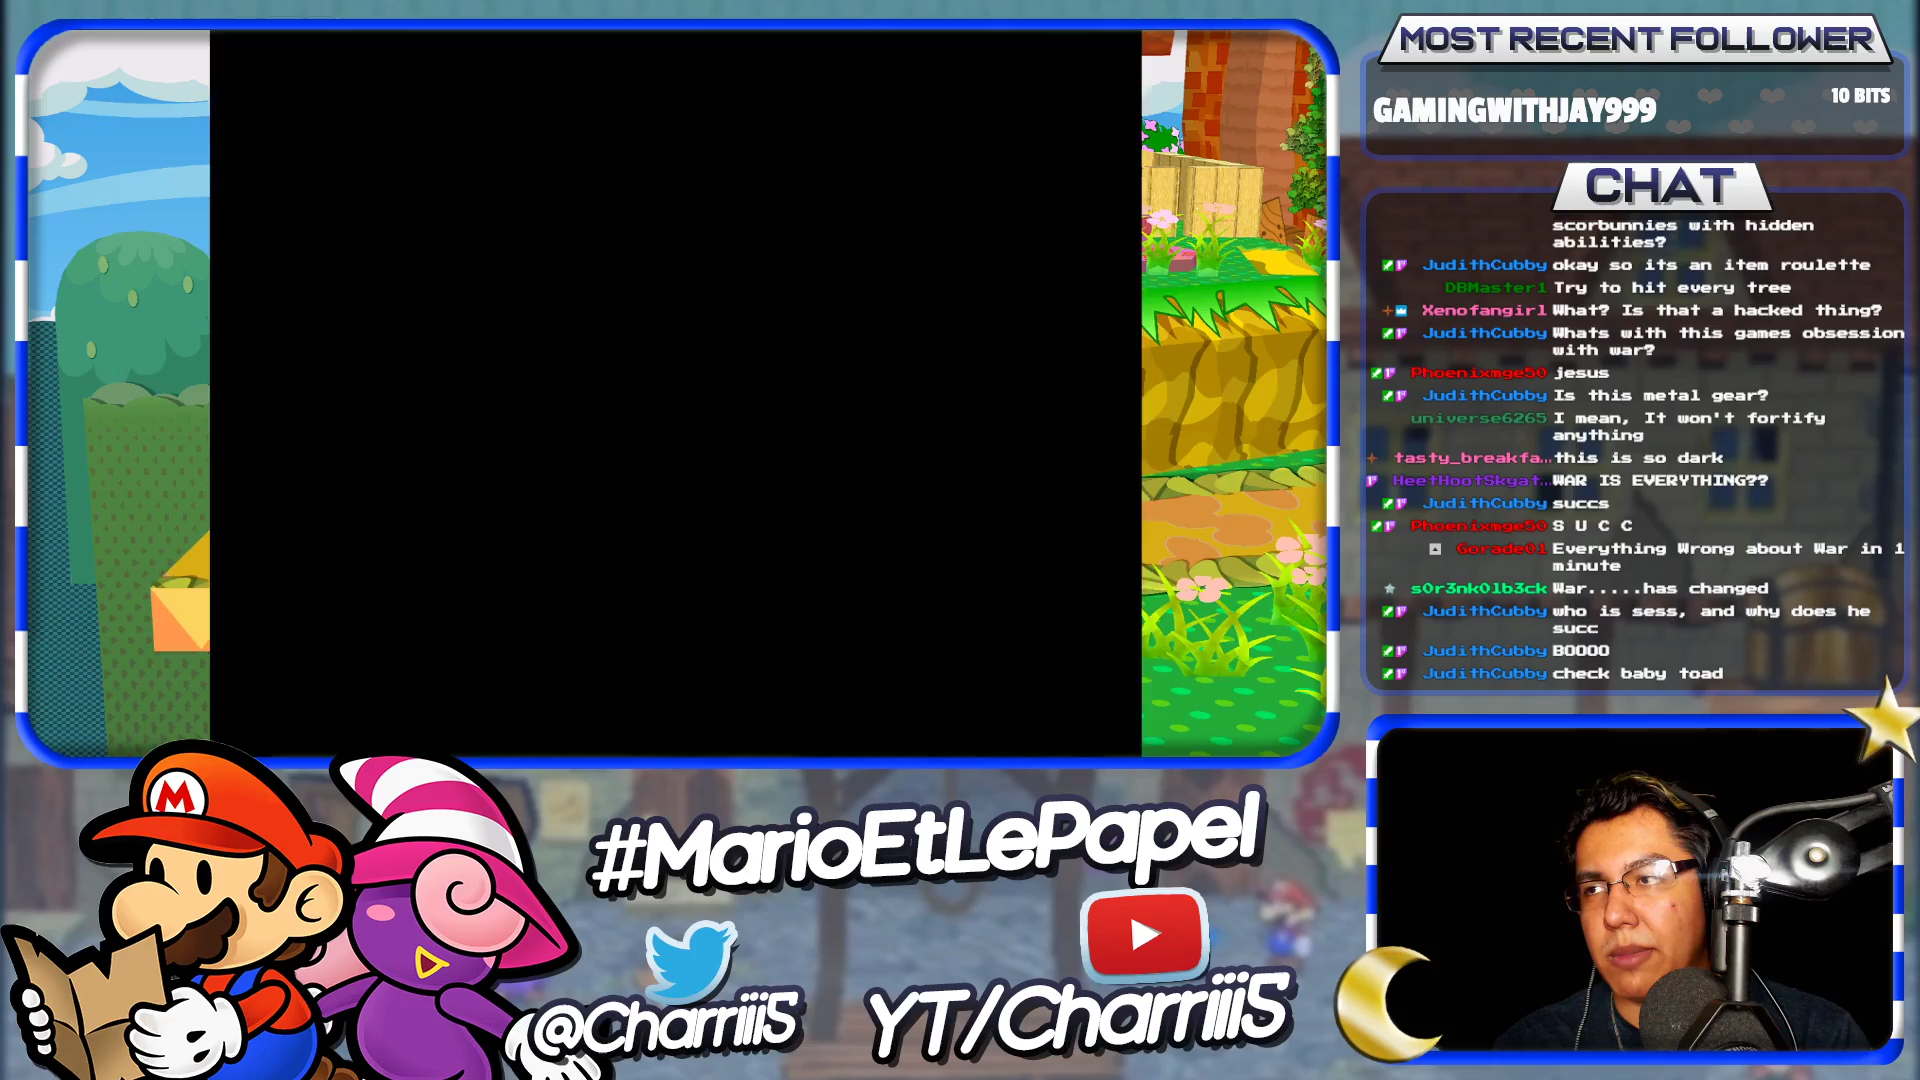 MOST RECENT FOLLOWER
GAMINGWITHJAY999
10 BITS
CHAT
scorbunnies with hidden
abilities?
JudithCubby okay so its an item roulette
DBMaster1 Try to hit every tree
Xenofangirl What? Is that a hacked thing?
JudithCubby Whats with this games obsession
with war?
Phoenixmge50 jesus
JudithCubby Is this metal gear?
universe6265 I mean, It won't fortify
anything
tasty_breakfa… this is so dark
HeetHootSkyat… WAR IS EVERYTHING??
JudithCubby succs
Phoenixmge50 S U C C
Gorade01 Everything Wrong about War in 1
minute
s0r3nk0lb3ck War.....has changed
JudithCubby who is sess, and why does he
succ
JudithCubby BOOOO
JudithCubby check baby toad
M
#MarioEtLePapel
@Charriii5
YT/Charriii5